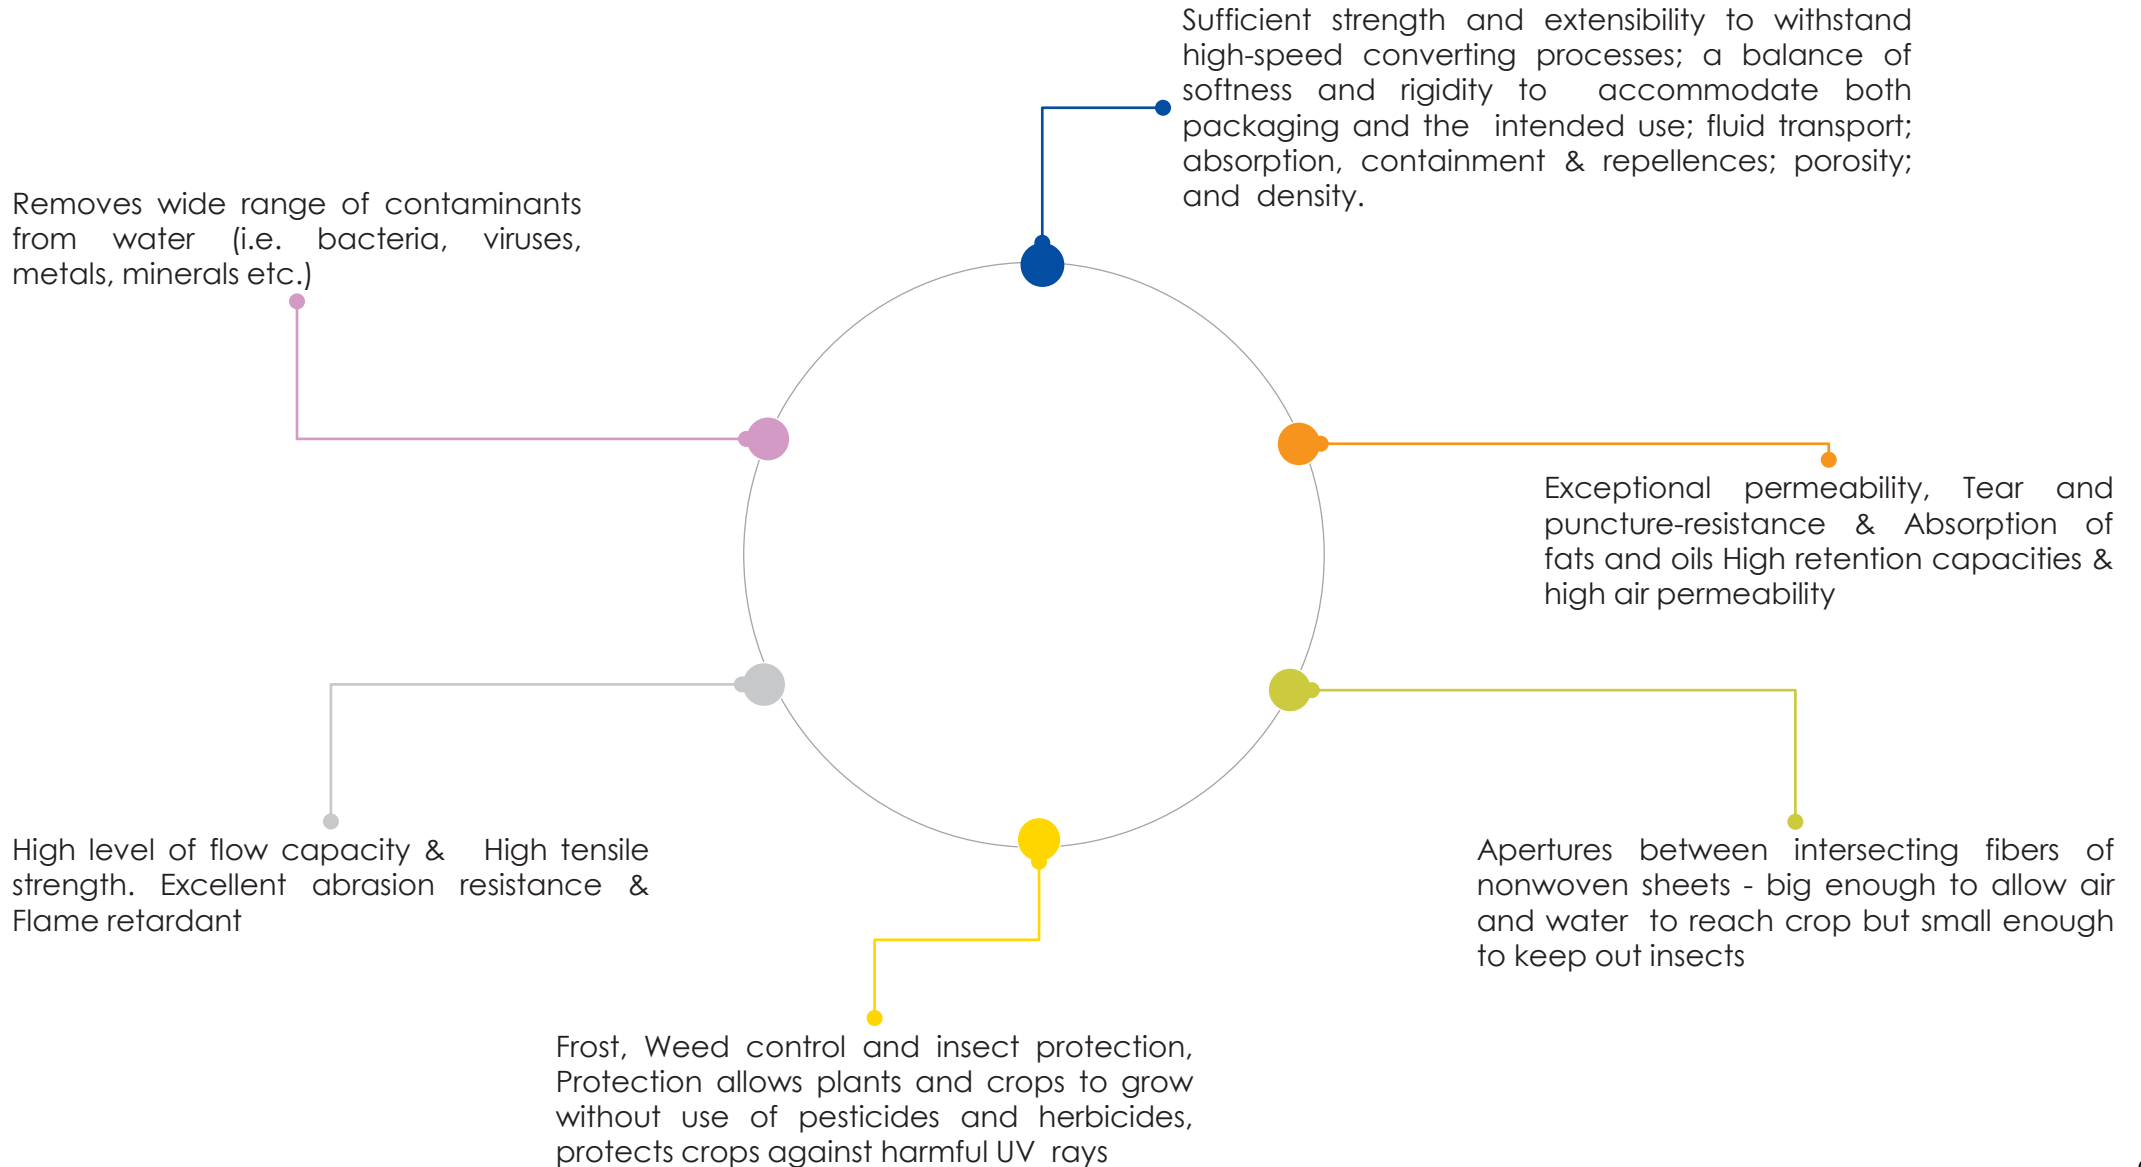 Sufficient strength and extensibility to withstand
high-speed converting processes; a balance of
softness and rigidity to accommodate both
packaging and the intended use; fluid transport;
absorption, containment & repellences; porosity;
and density.
Removes wide range of contaminants
from water (i.e. bacteria, viruses,
metals, minerals etc.)
Exceptional permeability, Tear and
puncture-resistance & Absorption of
fats and oils High retention capacities &
high air permeability
High level of flow capacity & High tensile
strength. Excellent abrasion resistance &
Flame retardant
Apertures between intersecting fibers of
nonwoven sheets - big enough to allow air
and water to reach crop but small enough
to keep out insects
Frost, Weed control and insect protection,
Protection allows plants and crops to grow
without use of pesticides and herbicides,
protects crops against harmful UV rays